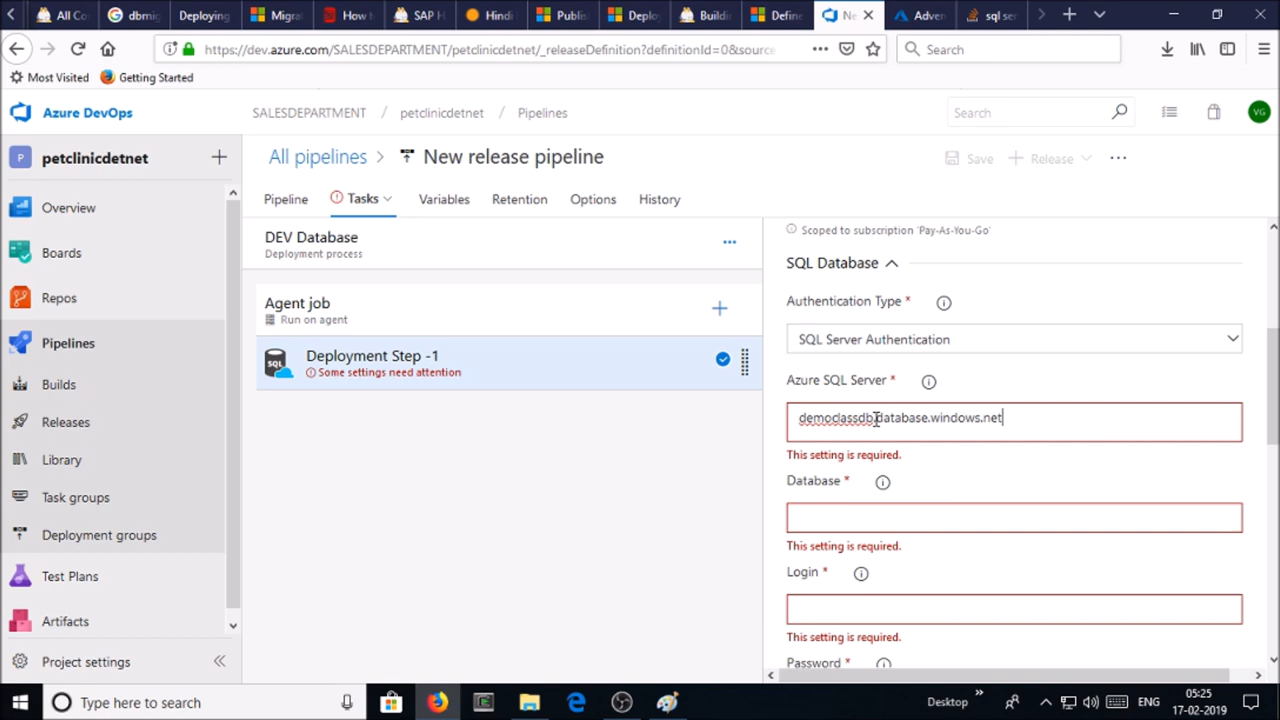 All Co
dbmig
Deploying
Migrat
How to
SAP H
Hindi
Publis
Deplo
Buildin
Define
Ne
Adven
sql ser
https://dev.azure.com/SALESDEPARTMENT/petclinicdetnet/_releaseDefinition?definitionId=0&source
Search
Most Visited
Getting Started
Azure DevOps
SALESDEPARTMENT / petclinicdetnet / Pipelines
Search
VG
P petclinicdetnet
Overview
Boards
Repos
Pipelines
Builds
Releases
Library
Task groups
Deployment groups
Test Plans
Artifacts
Project settings
All pipelines > New release pipeline
Save
Release
Pipeline
Tasks
Variables
Retention
Options
History
DEV Database
Deployment process
Agent job
Run on agent
SQL
Deployment Step -1
Some settings need attention
Scoped to subscription 'Pay-As-You-Go'
SQL Database
Authentication Type *
SQL Server Authentication
Azure SQL Server *
democlassdb.database.windows.net
This setting is required.
Database *
This setting is required.
Login *
This setting is required.
Password *
Type here to search
Desktop
ENG
05:25
17-02-2019